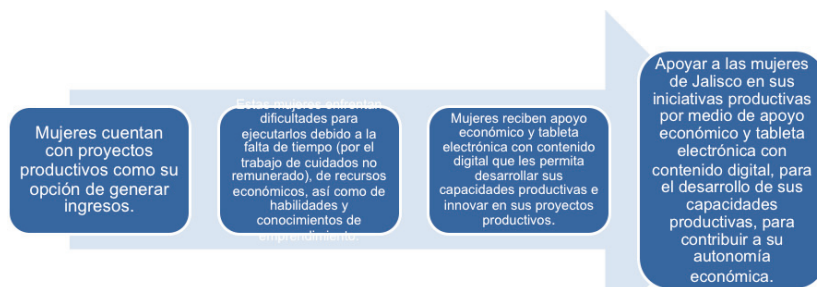 Mujeres cuentan
con proyectos
productivos como su
opción de generar
ingresos.
Estas mujeres enfrentan
dificultades para
ejecutarlos debido a la
falta de tiempo (por el
trabajo de cuidados no
remunerado), de recursos
económicos, así como de
habilidades y
conocimientos de
emprendimiento.
Mujeres reciben apoyo
económico y tableta
electrónica con contenido
digital que les permita
desarrollar sus
capacidades productivas e
innovar en sus proyectos
productivos.
Apoyar a las mujeres
de Jalisco en sus
iniciativas productivas
por medio de apoyo
económico y tableta
electrónica con
contenido digital, para
el desarrollo de sus
capacidades
productivas, para
contribuir a su
autonomía
económica.